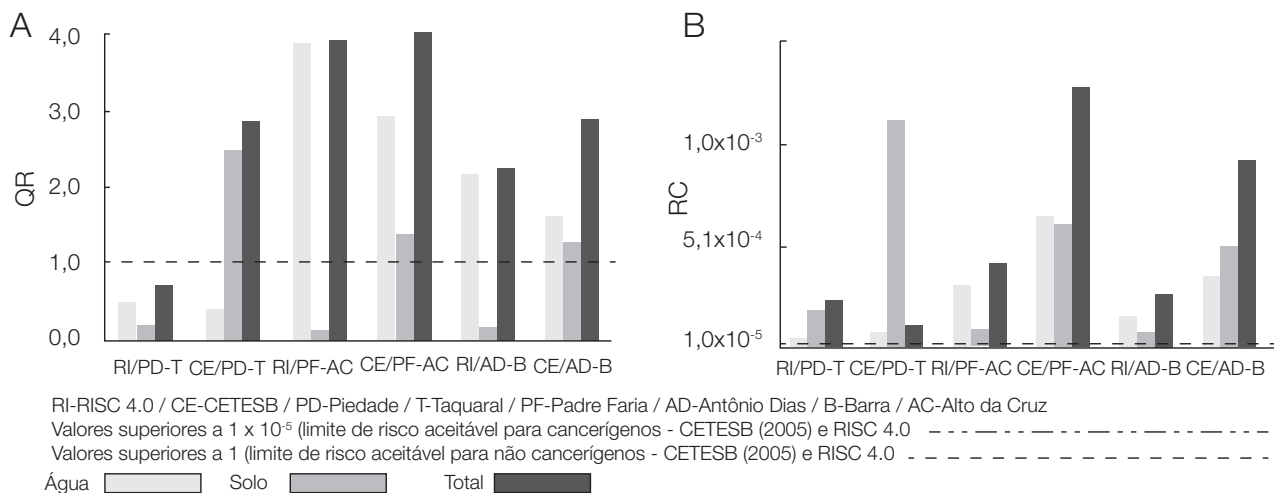 A
QR
4,0
3,0
2,0
1,0
0,0
RI/PD-T CE/PD-T RI/PF-AC CE/PF-AC RI/AD-B CE/AD-B
B
RC
1,0x10⁻³
5,1x10⁻⁴
1,0x10⁻⁵
RI/PD-T CE/PD-T RI/PF-AC CE/PF-AC RI/AD-B CE/AD-B
RI-RISC 4.0 / CE-CETESB / PD-Piedade / T-Taquaral / PF-Padre Faria / AD-Antônio Dias / B-Barra / AC-Alto da Cruz
Valores superiores a 1 x 10⁻⁵ (limite de risco aceitável para cancerígenos - CETESB (2005) e RISC 4.0
Valores superiores a 1 (limite de risco aceitável para não cancerígenos - CETESB (2005) e RISC 4.0
Água Solo Total